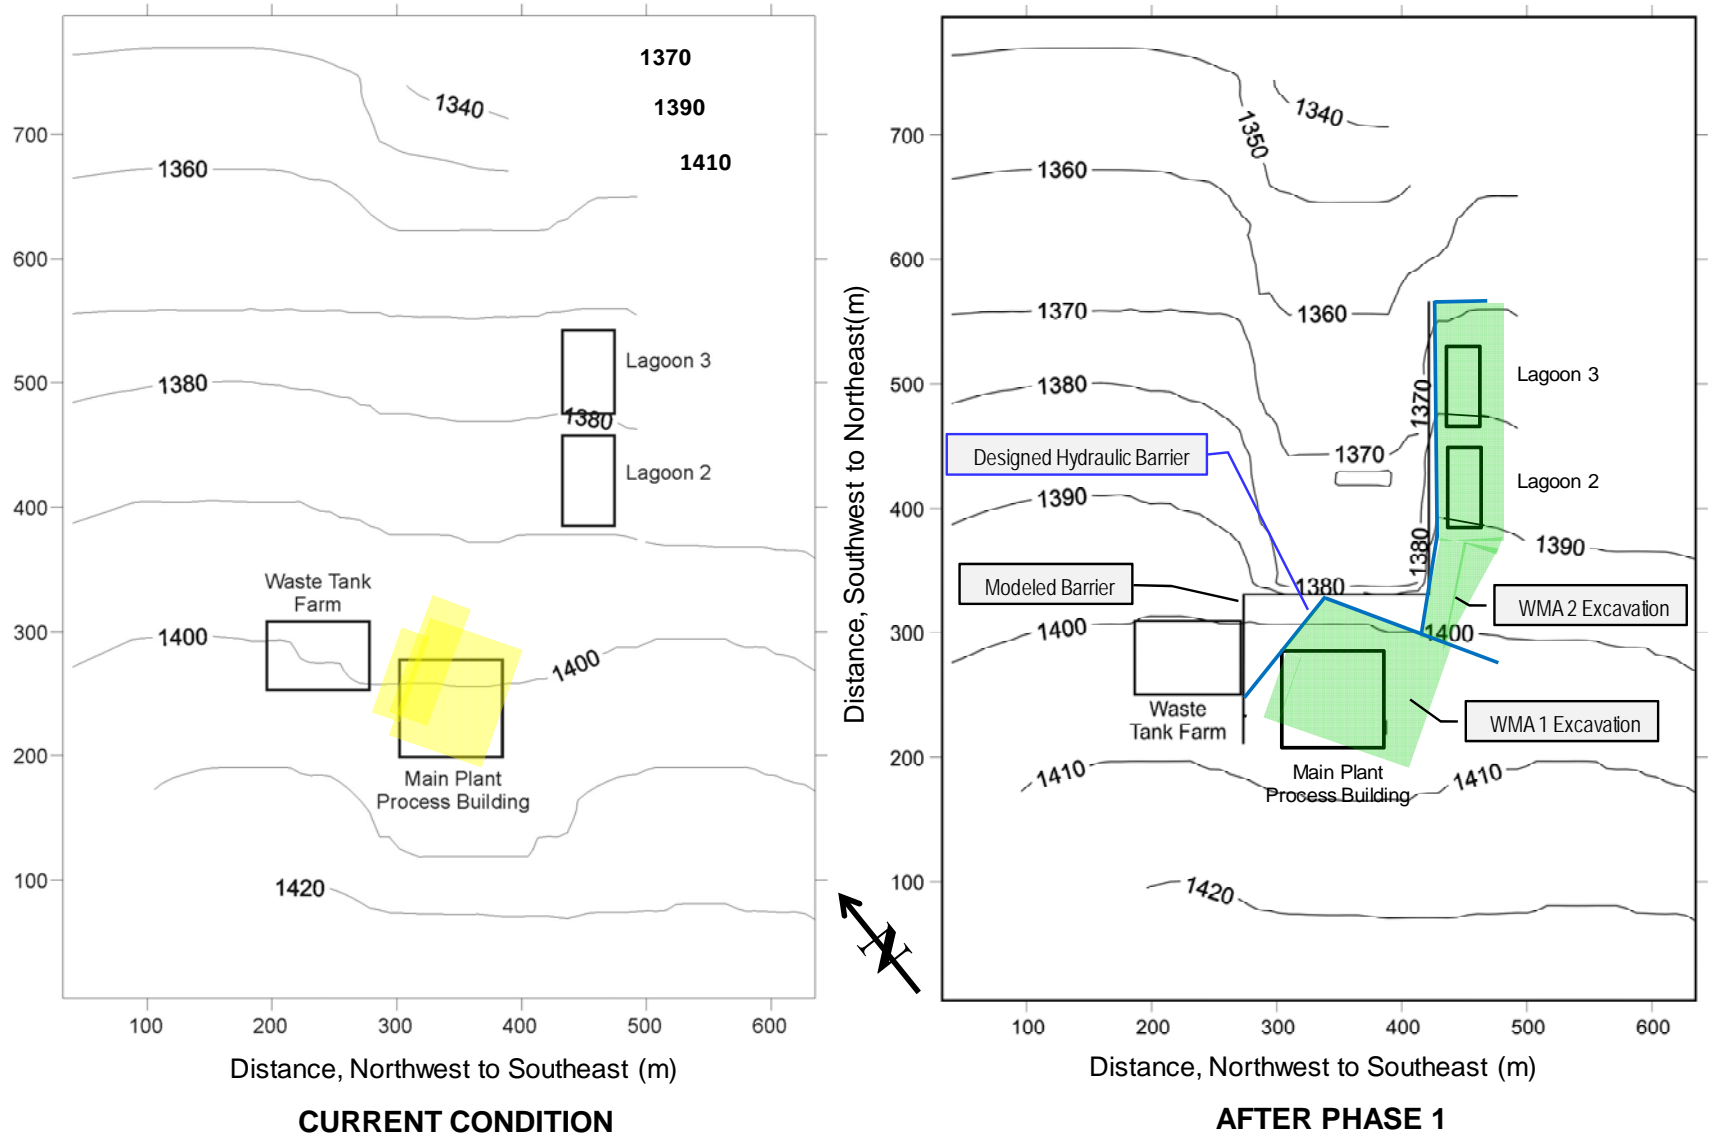 1370
1340
1390
1410
700
1360
600
Lagoon 3
500
1380
1380
Lagoon 2
400
Waste Tank
Farm
300
1400
1400
200
Main Plant
Process Building
100
1420
100
200
300
400
500
600
Distance, Northwest to Southeast (m)
CURRENT CONDITION
Distance, Southwest to Northeast(m)
N
1340
1350
700
1360
600
1370
1360
Lagoon 3
500
1380
1370
1370
Designed Hydraulic Barrier
Lagoon 2
1390
400
1380
1390
Modeled Barrier
1380
WMA 2 Excavation
300
1400
1400
Waste
Tank Farm
WMA 1 Excavation
200
1410
Main Plant
Process Building
1410
100
1420
100
200
300
400
500
600
Distance, Northwest to Southeast (m)
AFTER PHASE 1